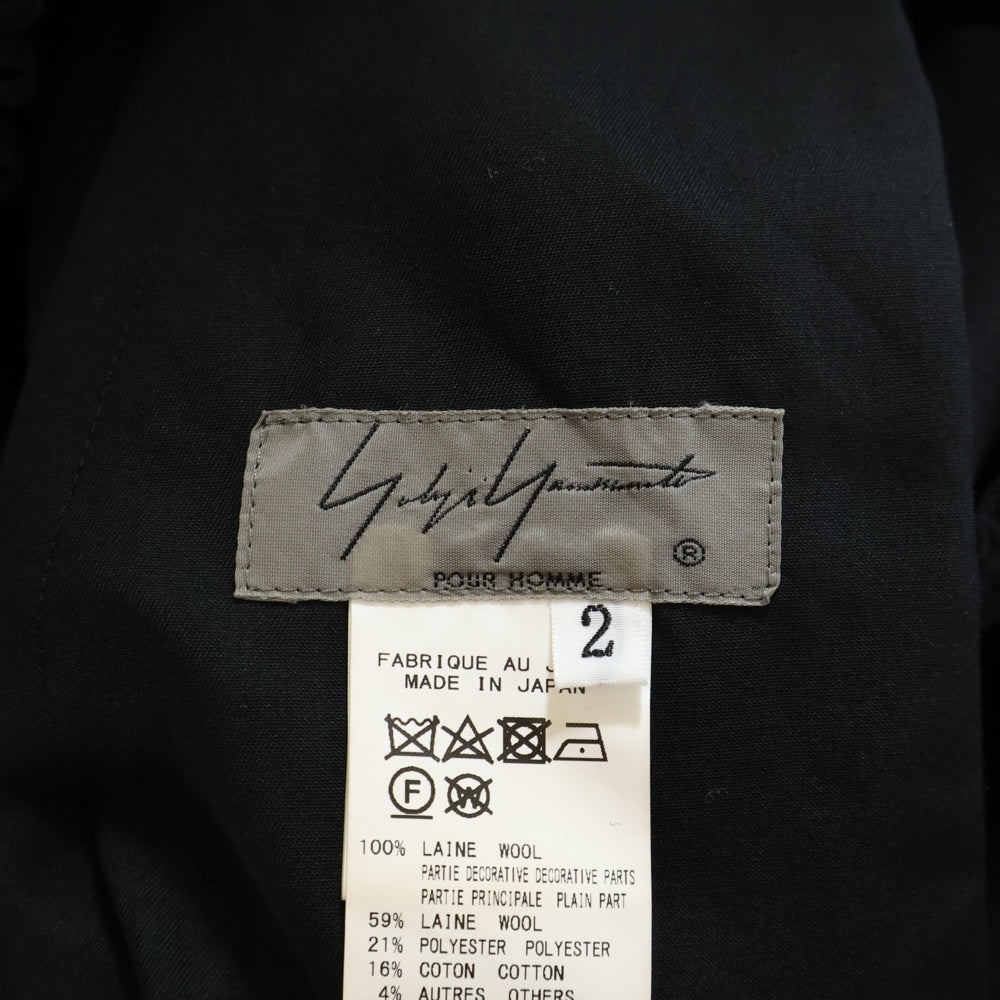 Yohji Yamamoto
®
POUR HOMME
2
FABRIQUE AU J
MADE IN JAPAN
F
W
100% LAINE WOOL
PARTIE DECORATIVE DECORATIVE PARTS
PARTIE PRINCIPALE PLAIN PART
59% LAINE WOOL
21% POLYESTER POLYESTER
16% COTON COTTON
4% AUTRES OTHERS